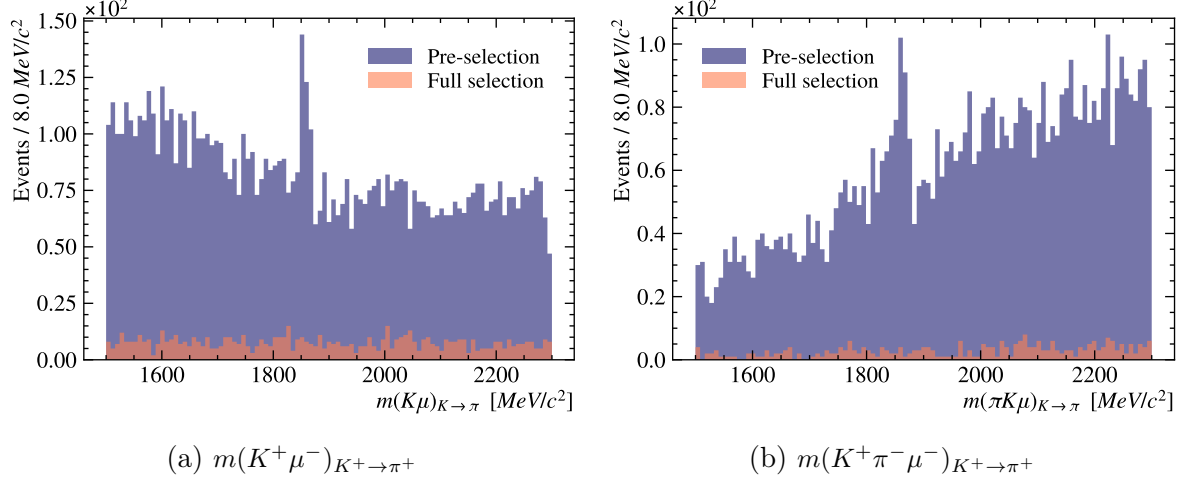 ×10²
Events / 8.0 MeV/c²
1.50
1.25
1.00
0.75
0.50
0.25
0.00
Pre-selection
Full selection
1600 1800 2000 2200
m(Kμ)K→π [MeV/c²]
(a) m(K⁺μ⁻)K⁺→π⁺
×10²
Events / 8.0 MeV/c²
1.0
0.8
0.6
0.4
0.2
0.0
Pre-selection
Full selection
1600 1800 2000 2200
m(πKμ)K→π [MeV/c²]
(b) m(K⁺π⁻μ⁻)K⁺→π⁺